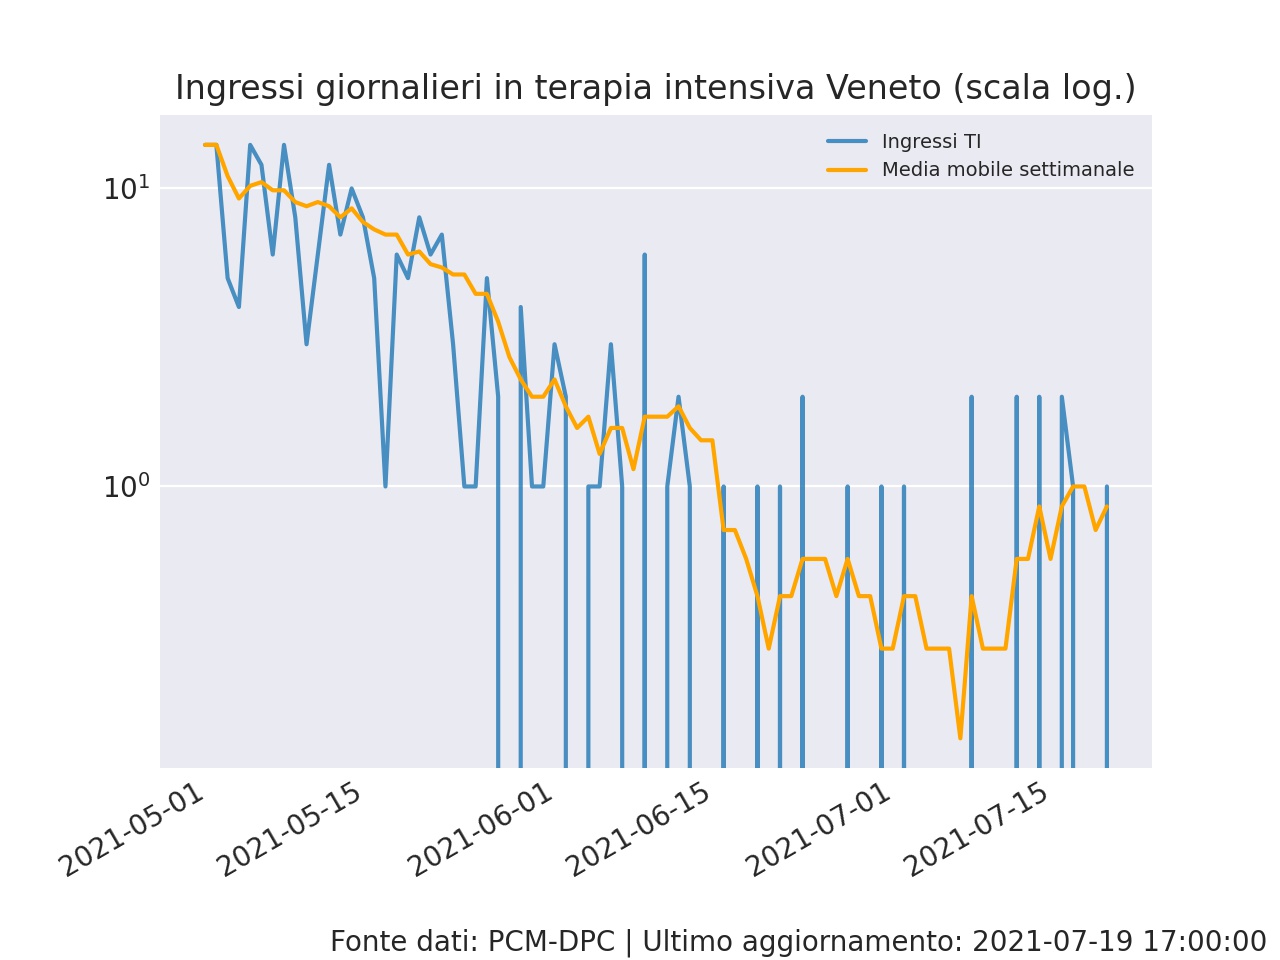 Ingressi giornalieri in terapia intensiva Veneto (scala log.)
Ingressi TI
Media mobile settimanale
10¹
10⁰
2021-05-01
2021-05-15
2021-06-01
2021-06-15
2021-07-01
2021-07-15
Fonte dati: PCM-DPC | Ultimo aggiornamento: 2021-07-19 17:00:00